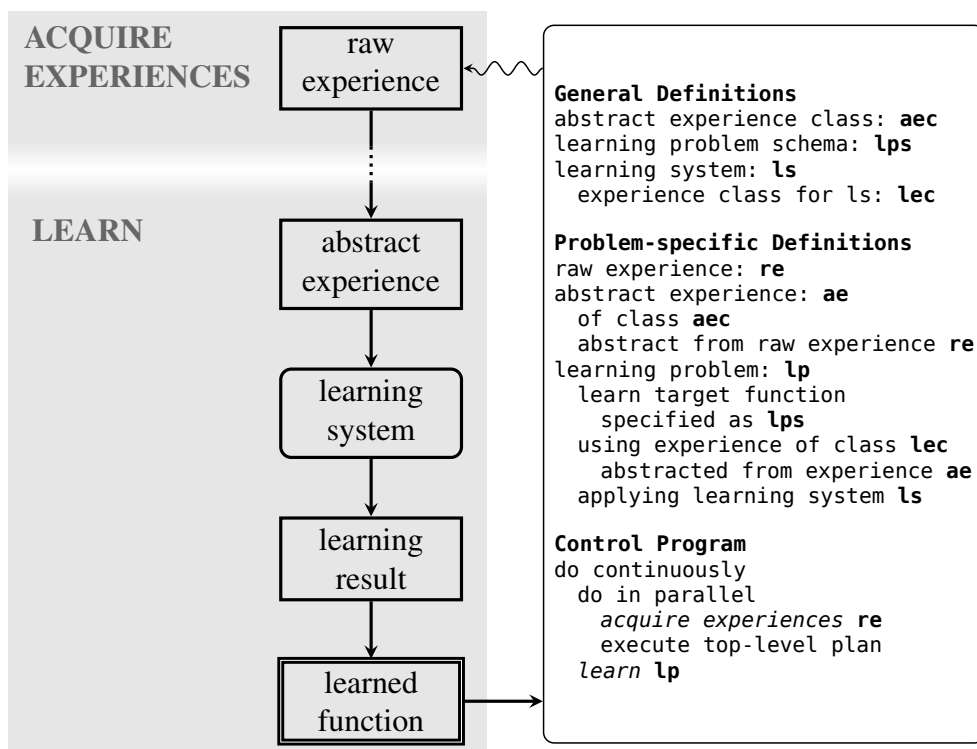 ACQUIRE
EXPERIENCES
raw
experience
LEARN
abstract
experience
learning
system
learning
result
learned
function
General Definitions
abstract experience class: aec
learning problem schema: lps
learning system: ls
experience class for ls: lec
Problem-specific Definitions
raw experience: re
abstract experience: ae
of class aec
abstract from raw experience re
learning problem: lp
learn target function
specified as lps
using experience of class lec
abstracted from experience ae
applying learning system ls
Control Program
do continuously
do in parallel
acquire experiences re
execute top-level plan
learn lp